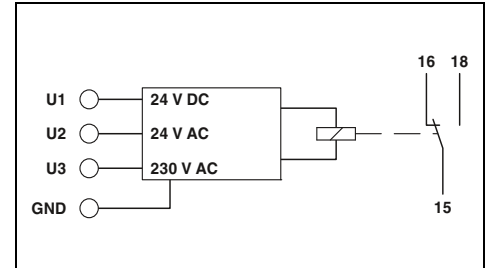 16 18
U1 24 V DC
U2 24 V AC
U3 230 V AC
GND
15